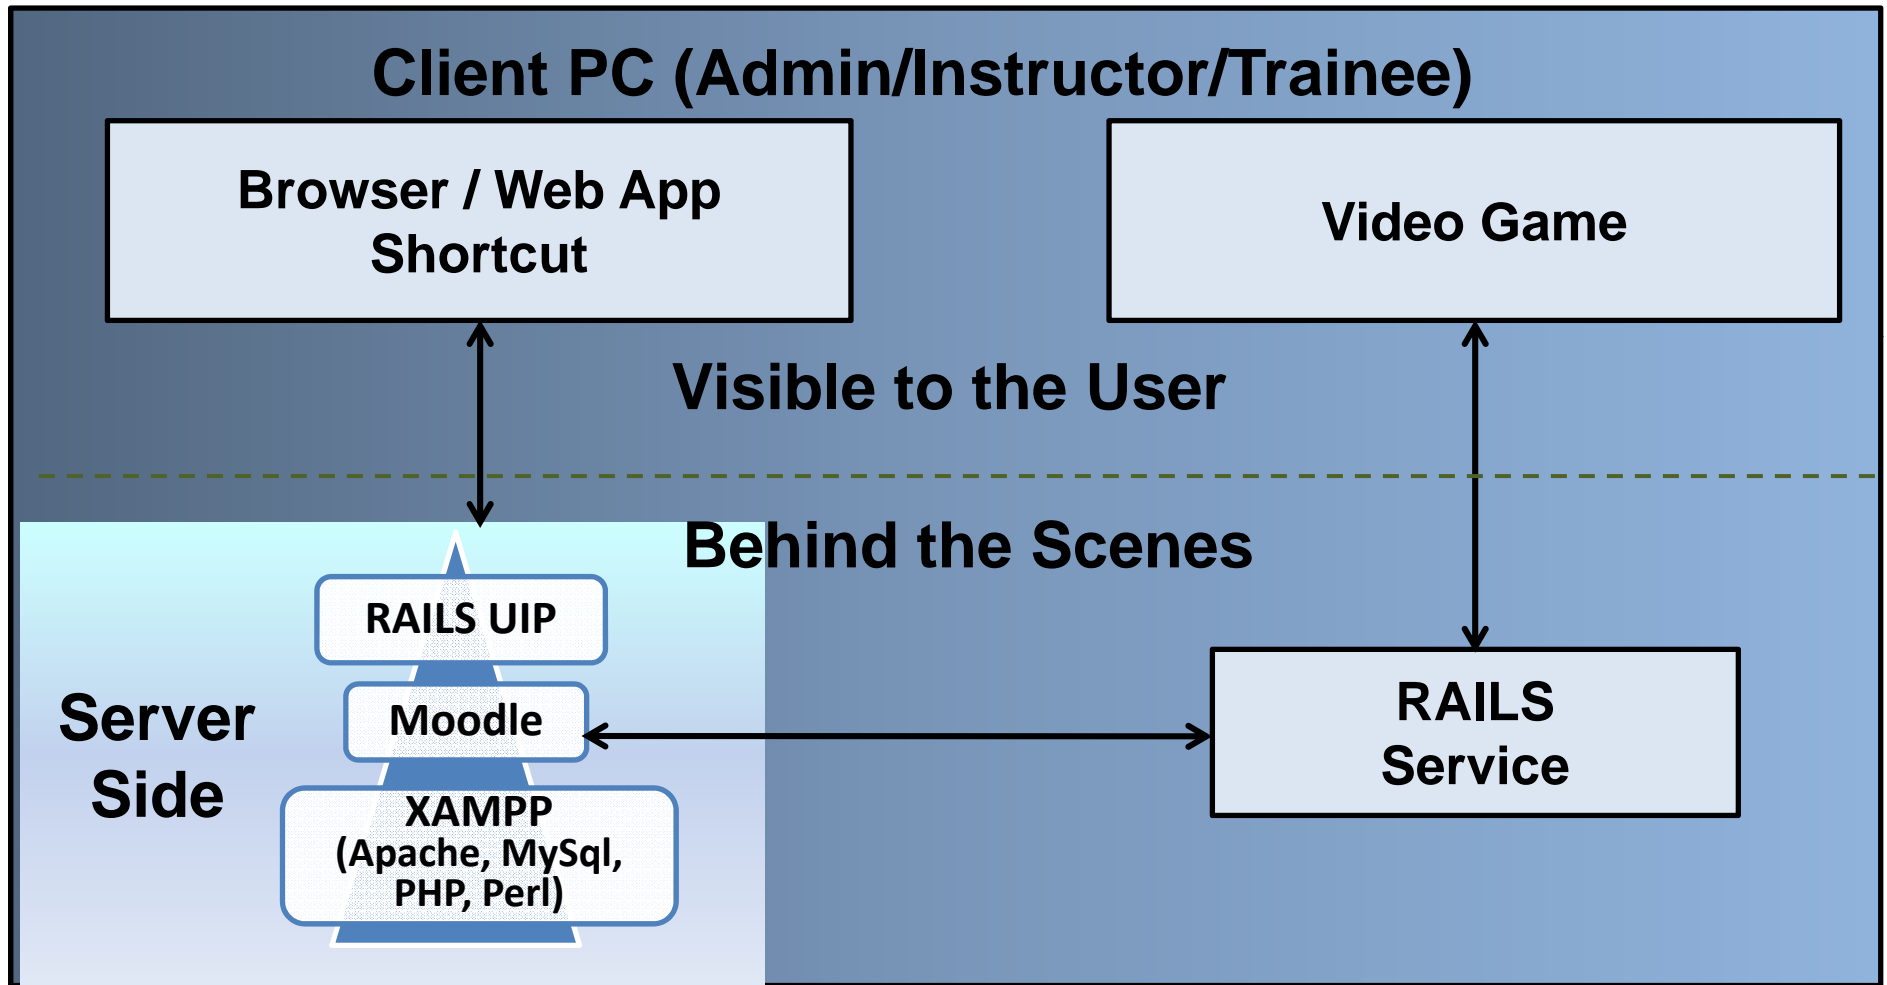 Client PC (Admin/Instructor/Trainee)
Browser / Web App
Shortcut
Video Game
Visible to the User
Behind the Scenes
Server
Side
RAILS UIP
Moodle
XAMPP
(Apache, MySql,
PHP, Perl)
RAILS
Service